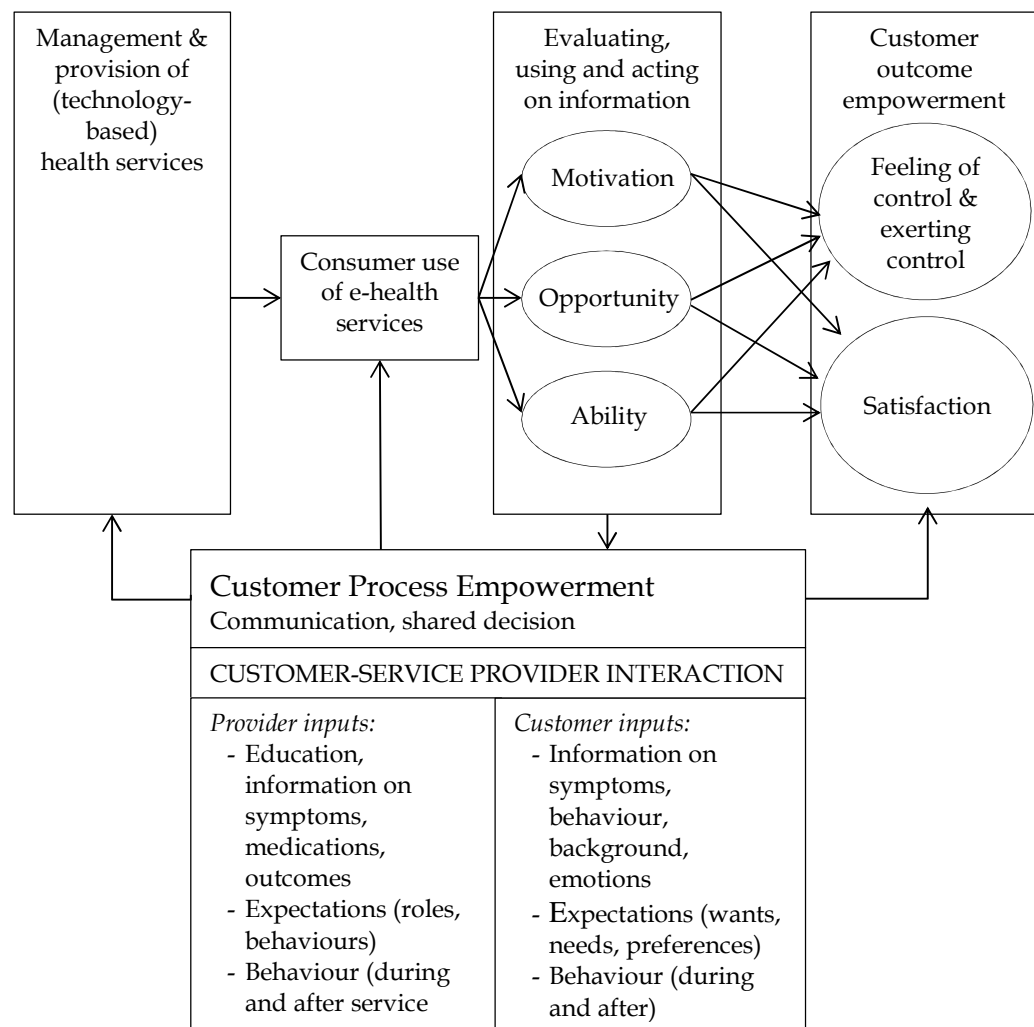 Management &
provision of
(technology-
based)
health services
Consumer use
of e-health
services
Evaluating,
using and acting
on information
Motivation
Opportunity
Ability
Customer
outcome
empowerment
Feeling of
control &
exerting
control
Satisfaction
Customer Process Empowerment
Communication, shared decision
CUSTOMER-SERVICE PROVIDER INTERACTION
Provider inputs:
- Education,
information on
symptoms,
medications,
outcomes
- Expectations (roles,
behaviours)
- Behaviour (during
and after service
Customer inputs:
- Information on
symptoms,
behaviour,
background,
emotions
- Expectations (wants,
needs, preferences)
- Behaviour (during
and after)